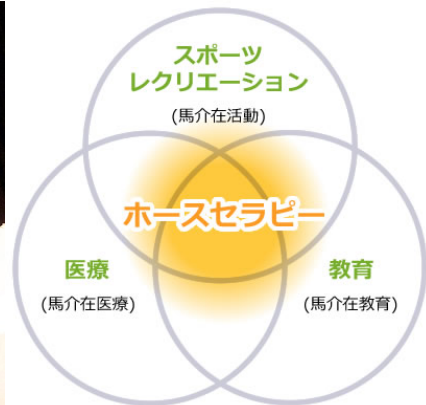 スポーツ
レクリエーション
(馬介在活動)
ホースセラピー
医療
(馬介在医療)
教育
(馬介在教育)